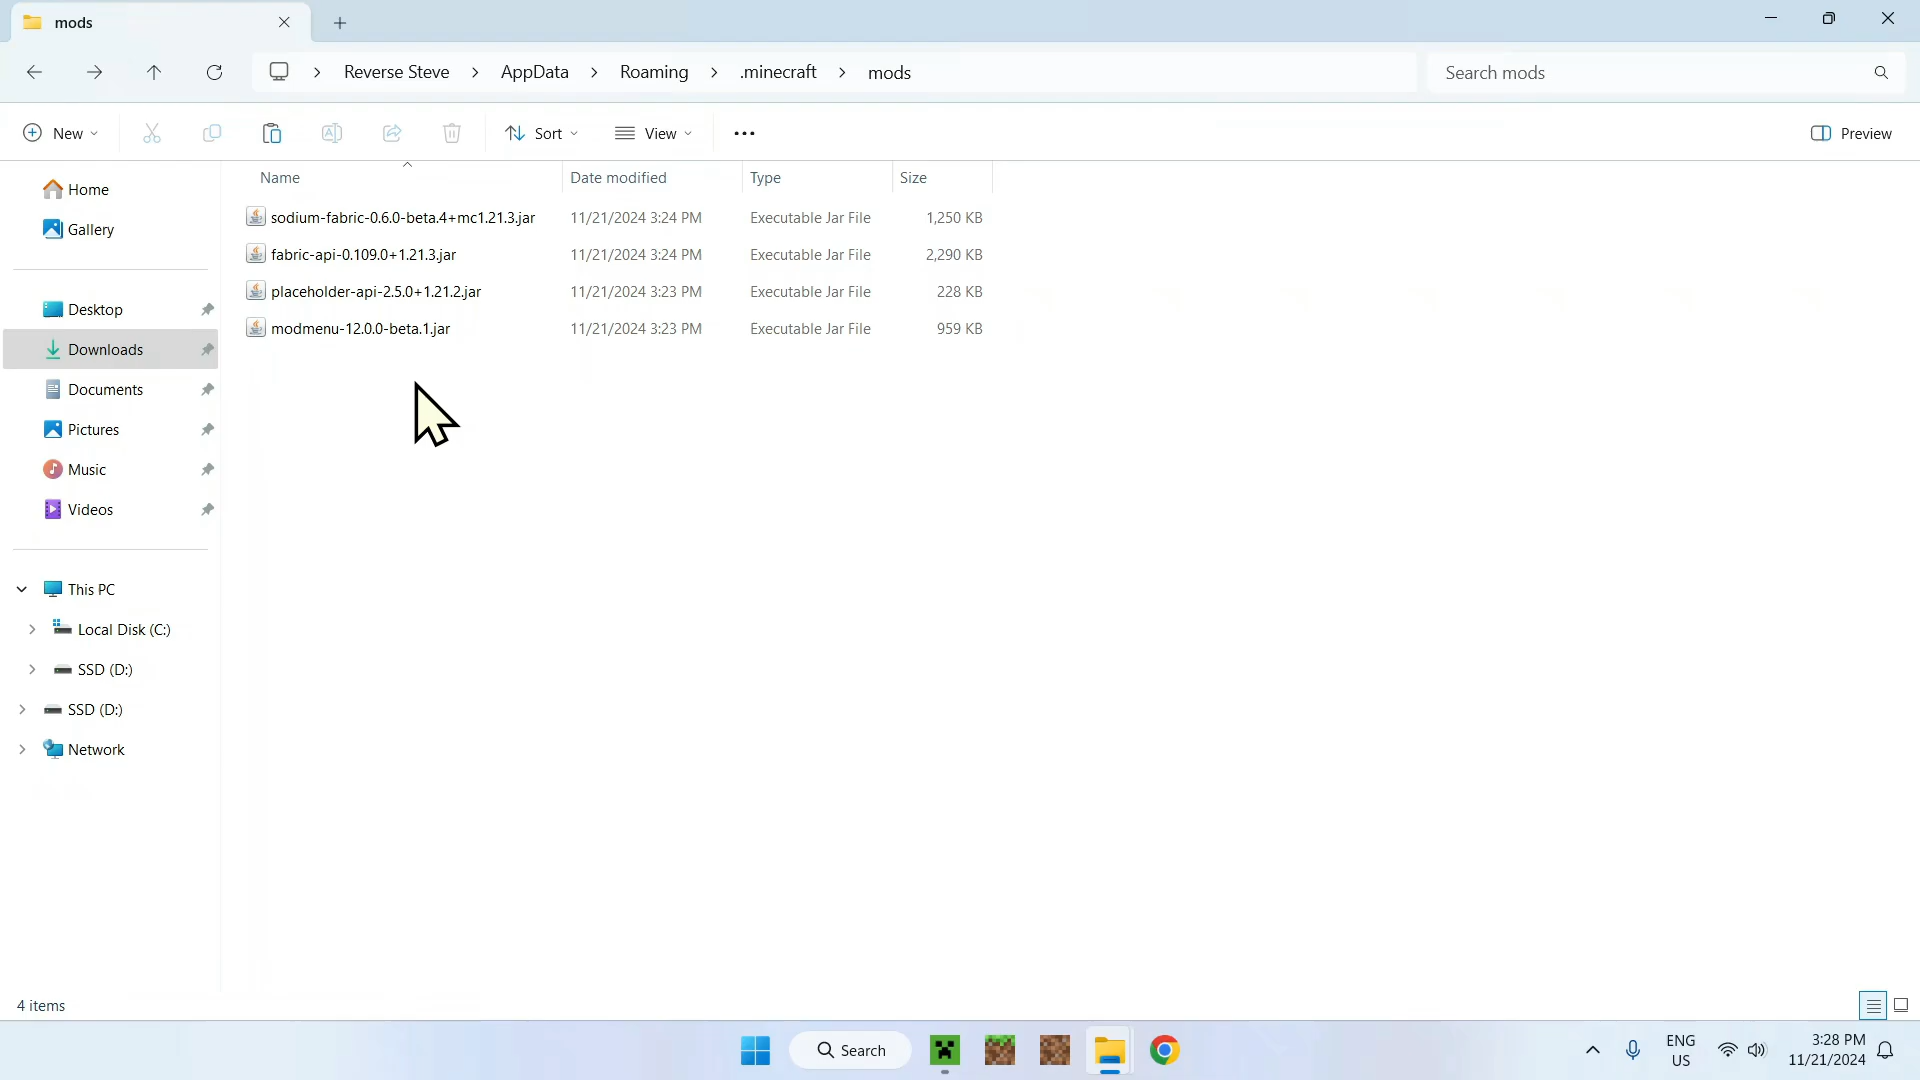 mods
Reverse Steve > AppData > Roaming > .minecraft > mods
Search mods
New
Sort
View
Preview
Name Date modified Type Size
sodium-fabric-0.6.0-beta.4+mc1.21.3.jar 11/21/2024 3:24 PM Executable Jar File 1,250 KB
fabric-api-0.109.0+1.21.3.jar 11/21/2024 3:24 PM Executable Jar File 2,290 KB
placeholder-api-2.5.0+1.21.2.jar 11/21/2024 3:23 PM Executable Jar File 228 KB
modmenu-12.0.0-beta.1.jar 11/21/2024 3:23 PM Executable Jar File 959 KB
Home
Gallery
Desktop
Downloads
Documents
Pictures
Music
Videos
This PC
Local Disk (C:)
SSD (D:)
SSD (D:)
Network
4 items
Search
ENG
US
3:28 PM
11/21/2024